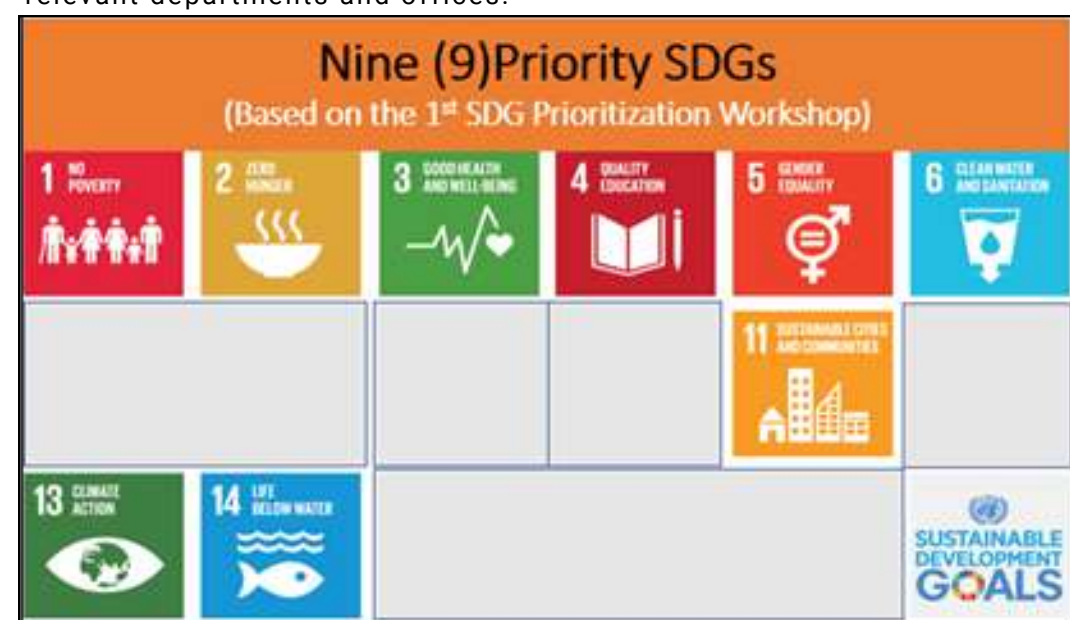 relevant departments and offices.
Nine (9)Priority SDGs
(Based on the 1st SDG Prioritization Workshop)
1 NO
POVERTY
2 ZERO
HUNGER
3 GOOD HEALTH
AND WELL-BEING
4 QUALITY
EDUCATION
5 GENDER
EQUALITY
6 CLEAN WATER
AND SANITATION
11 SUSTAINABLE CITIES
AND COMMUNITIES
13 CLIMATE
ACTION
14 LIFE
BELOW WATER
SUSTAINABLE
DEVELOPMENT
GOALS